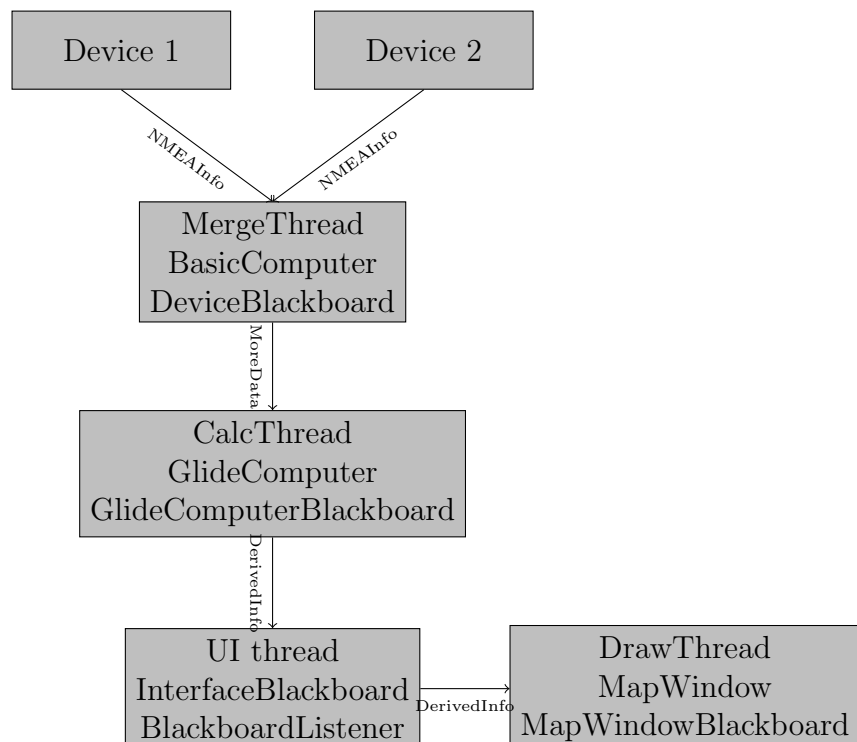 Device 1
Device 2
NMEAInfo
NMEAInfo
MergeThread
BasicComputer
DeviceBlackboard
MoreData
CalcThread
GlideComputer
GlideComputerBlackboard
DerivedInfo
UI thread
InterfaceBlackboard
BlackboardListener
DerivedInfo
DrawThread
MapWindow
MapWindowBlackboard